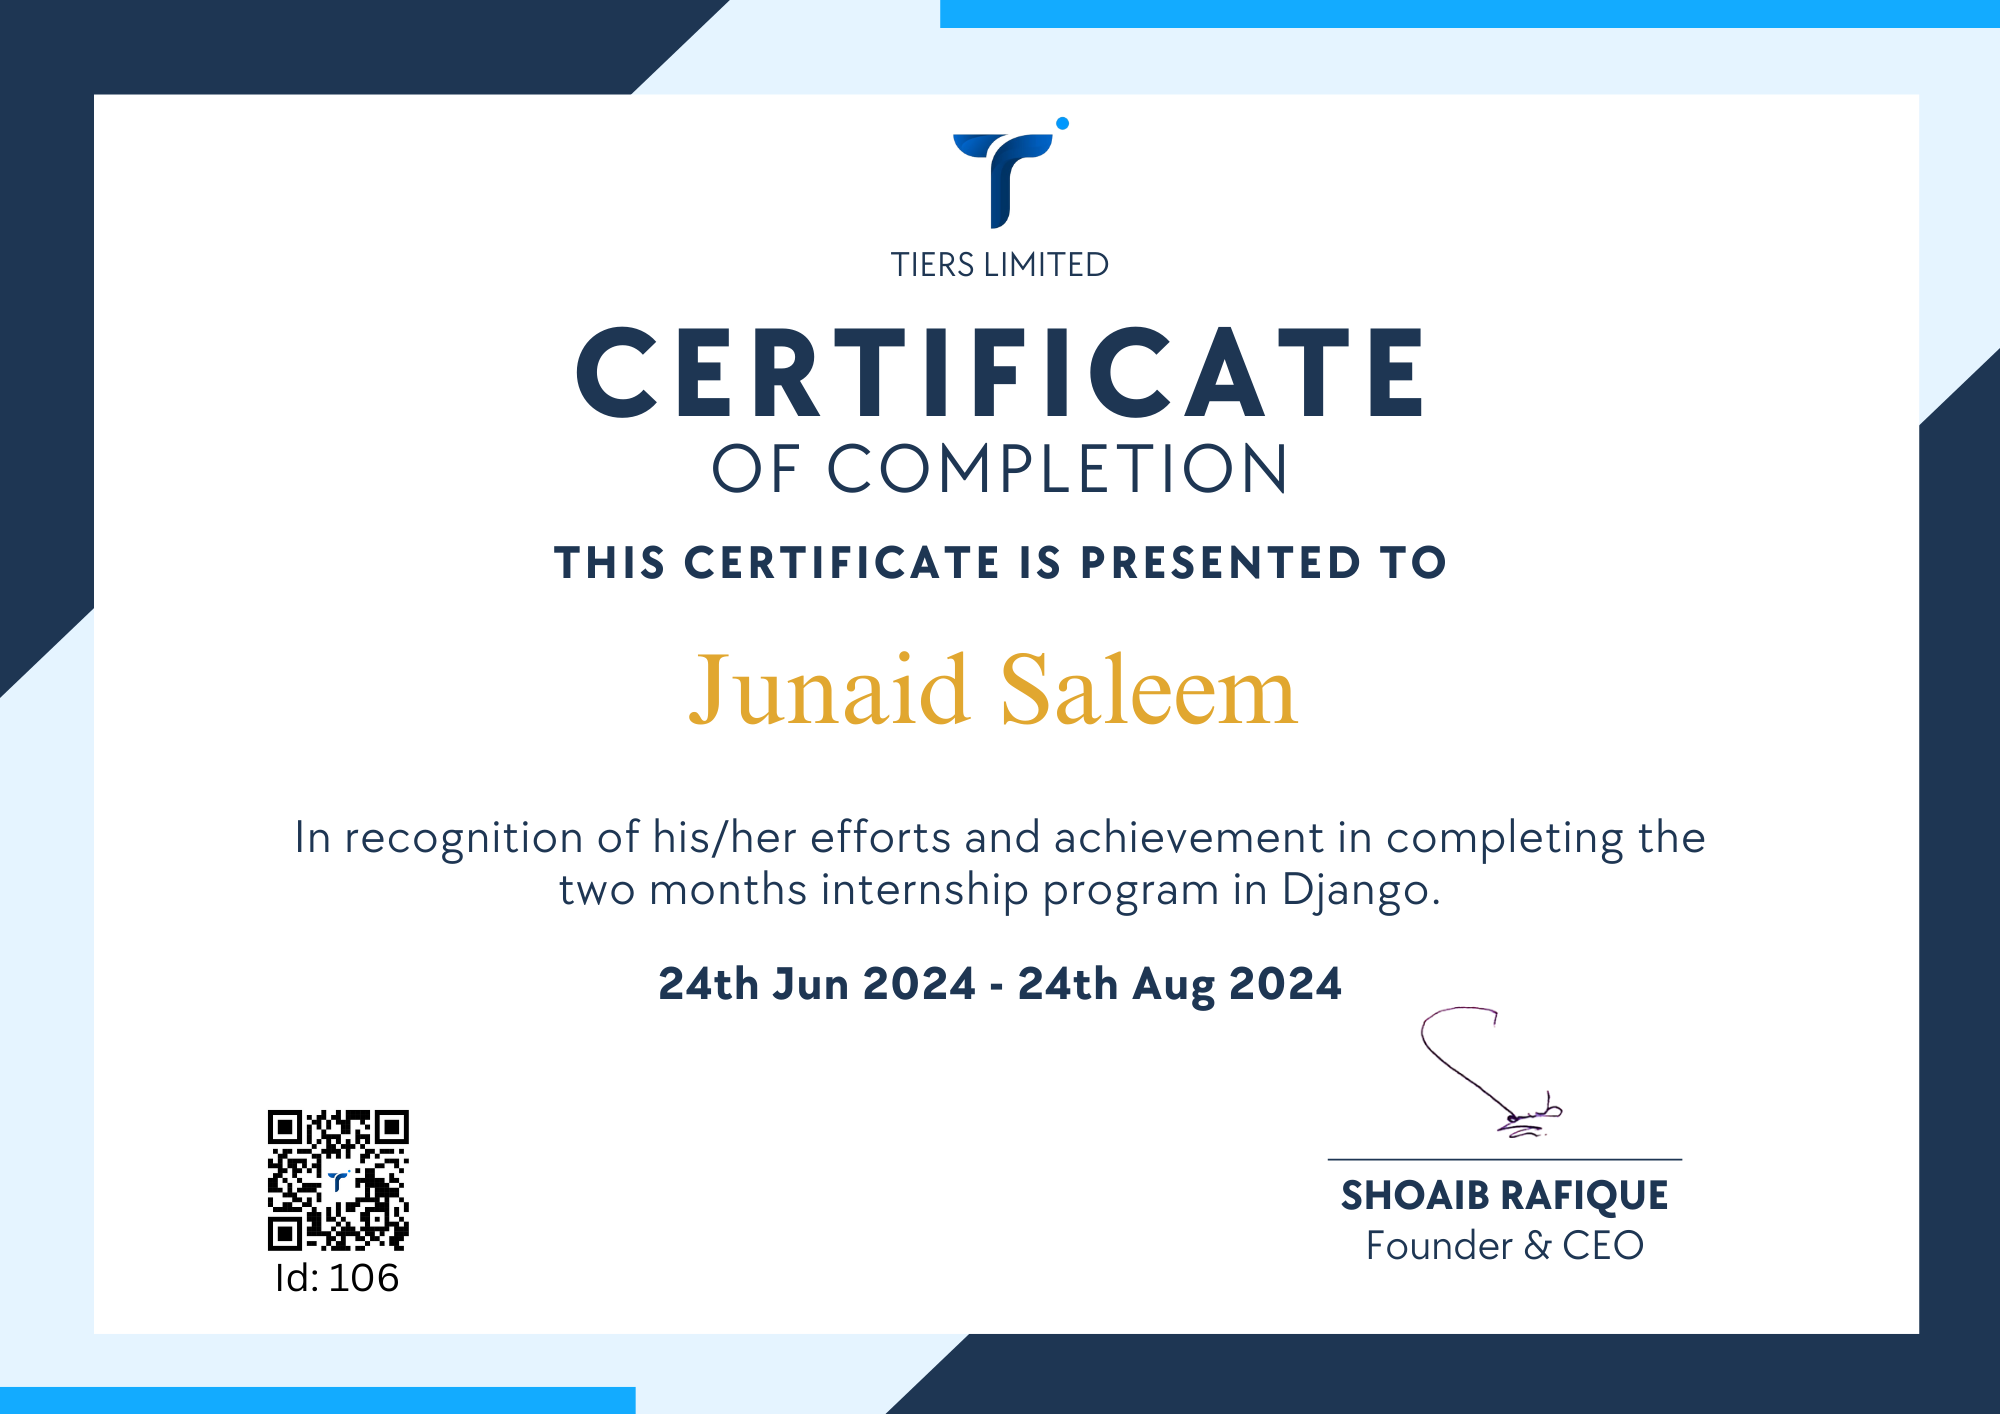 TIERS LIMITED
CERTIFICATE
OF COMPLETION
THIS CERTIFICATE IS PRESENTED TO
Junaid Saleem
In recognition of his/her efforts and achievement in completing the
two months internship program in Django.
24th Jun 2024 - 24th Aug 2024
Id: 106
SHOAIB RAFIQUE
Founder & CEO